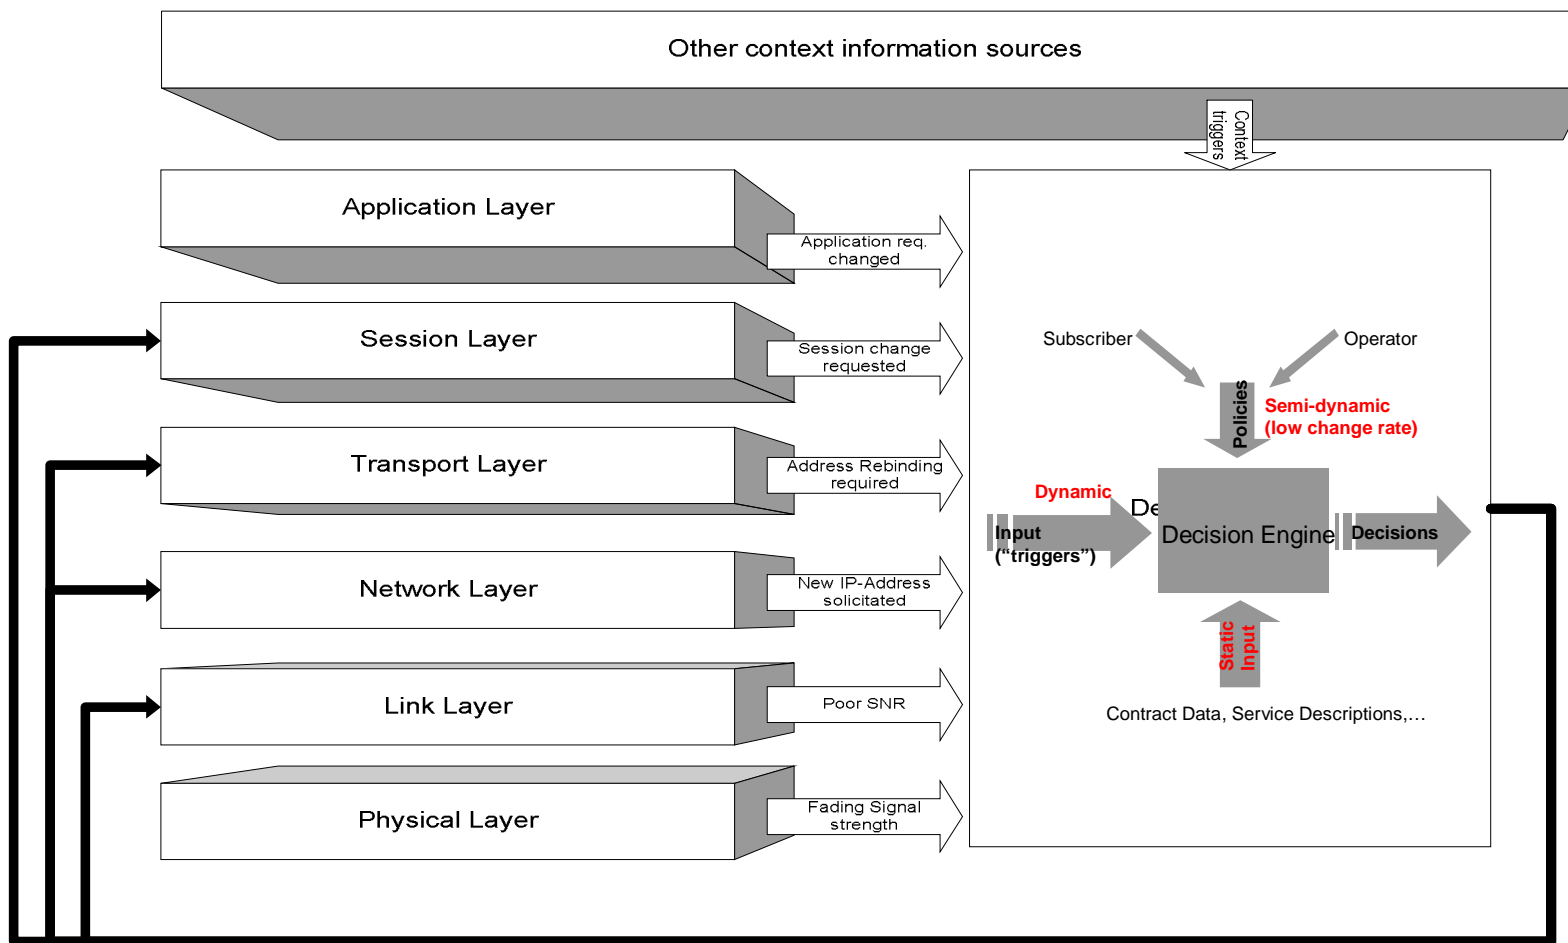 Other context information sources
Context
triggers
Application Layer
Application req.
changed
Session Layer
Session change
requested
Transport Layer
Address Rebinding
required
Network Layer
New IP-Address
solicitated
Link Layer
Poor SNR
Physical Layer
Fading Signal
strength
Subscriber
Operator
Policies
Semi-dynamic
(low change rate)
Dynamic
De
Input
(“triggers”)
Decision Engine
Decisions
Static
Input
Contract Data, Service Descriptions,…